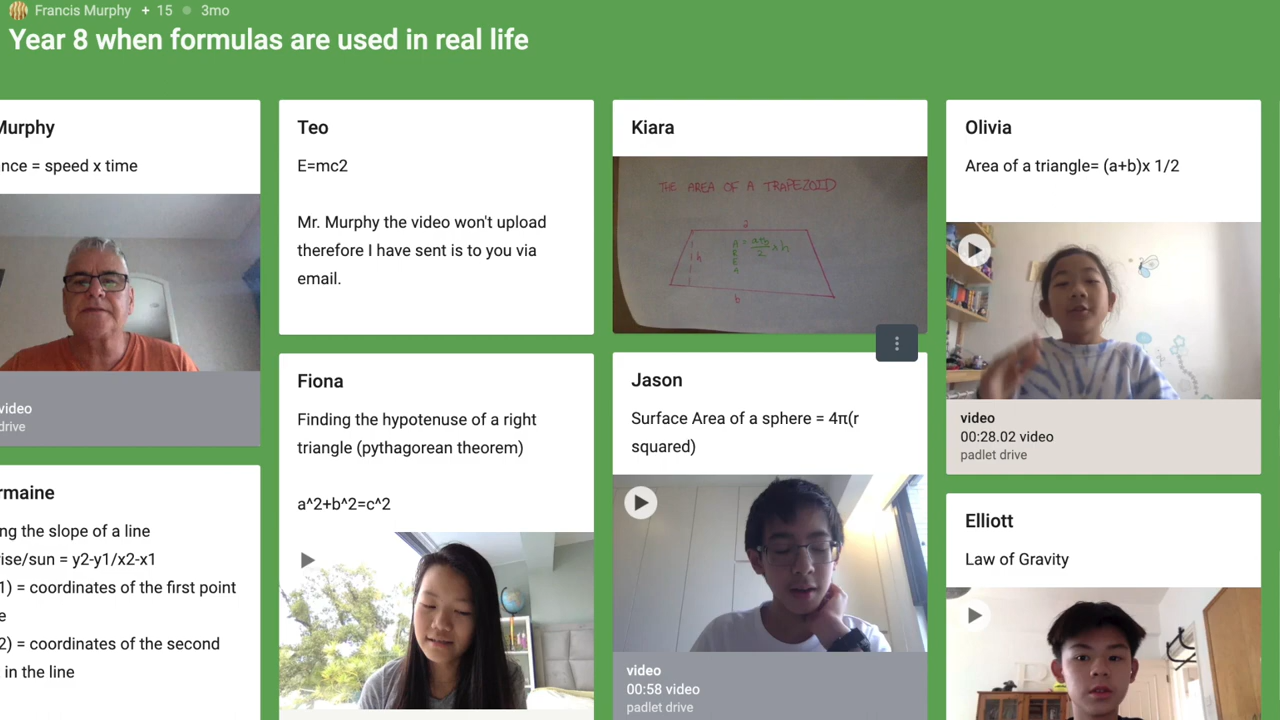 Francis Murphy + 15 3mo
Year 8 when formulas are used in real life
Murphy
nce = speed x time
video
drive
rmaine
ng the slope of a line
rise/sun = y2-y1/x2-x1
1) = coordinates of the first point
e
2) = coordinates of the second
in the line
Teo
E=mc2
Mr. Murphy the video won't upload
therefore I have sent is to you via
email.
Fiona
Finding the hypotenuse of a right
triangle (pythagorean theorem)
a^2+b^2=c^2
Kiara
THE AREA OF A TRAPEZOID
AREA = a+b/2 x h
h
b
Jason
Surface Area of a sphere = 4π(r
squared)
video
00:58 video
padlet drive
Olivia
Area of a triangle= (a+b)x 1/2
video
00:28.02 video
padlet drive
Elliott
Law of Gravity